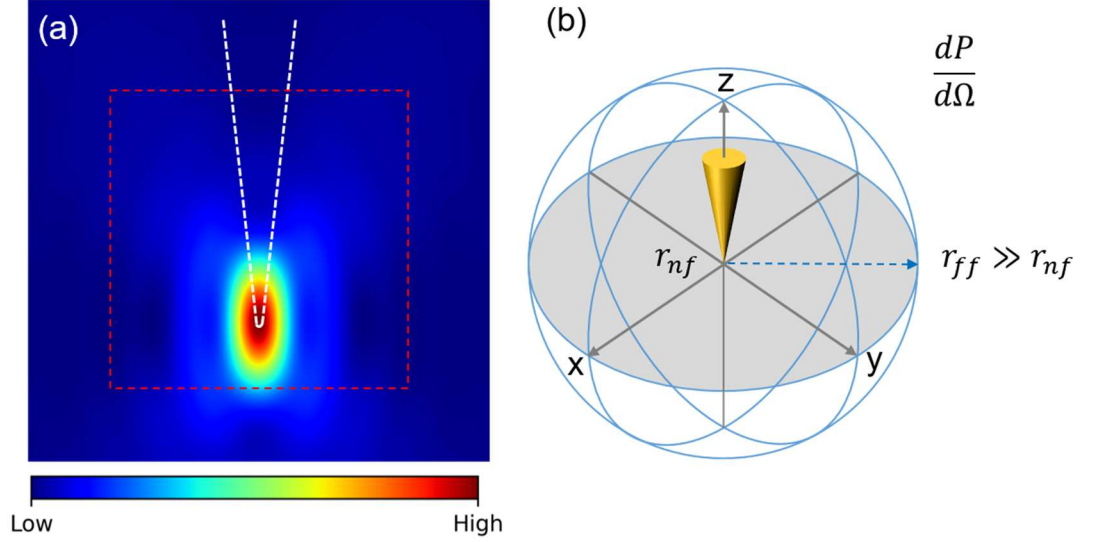 (a)
Low High
(b)
dP
dΩ
z
r_nf
r_ff ≫ r_nf
x
y